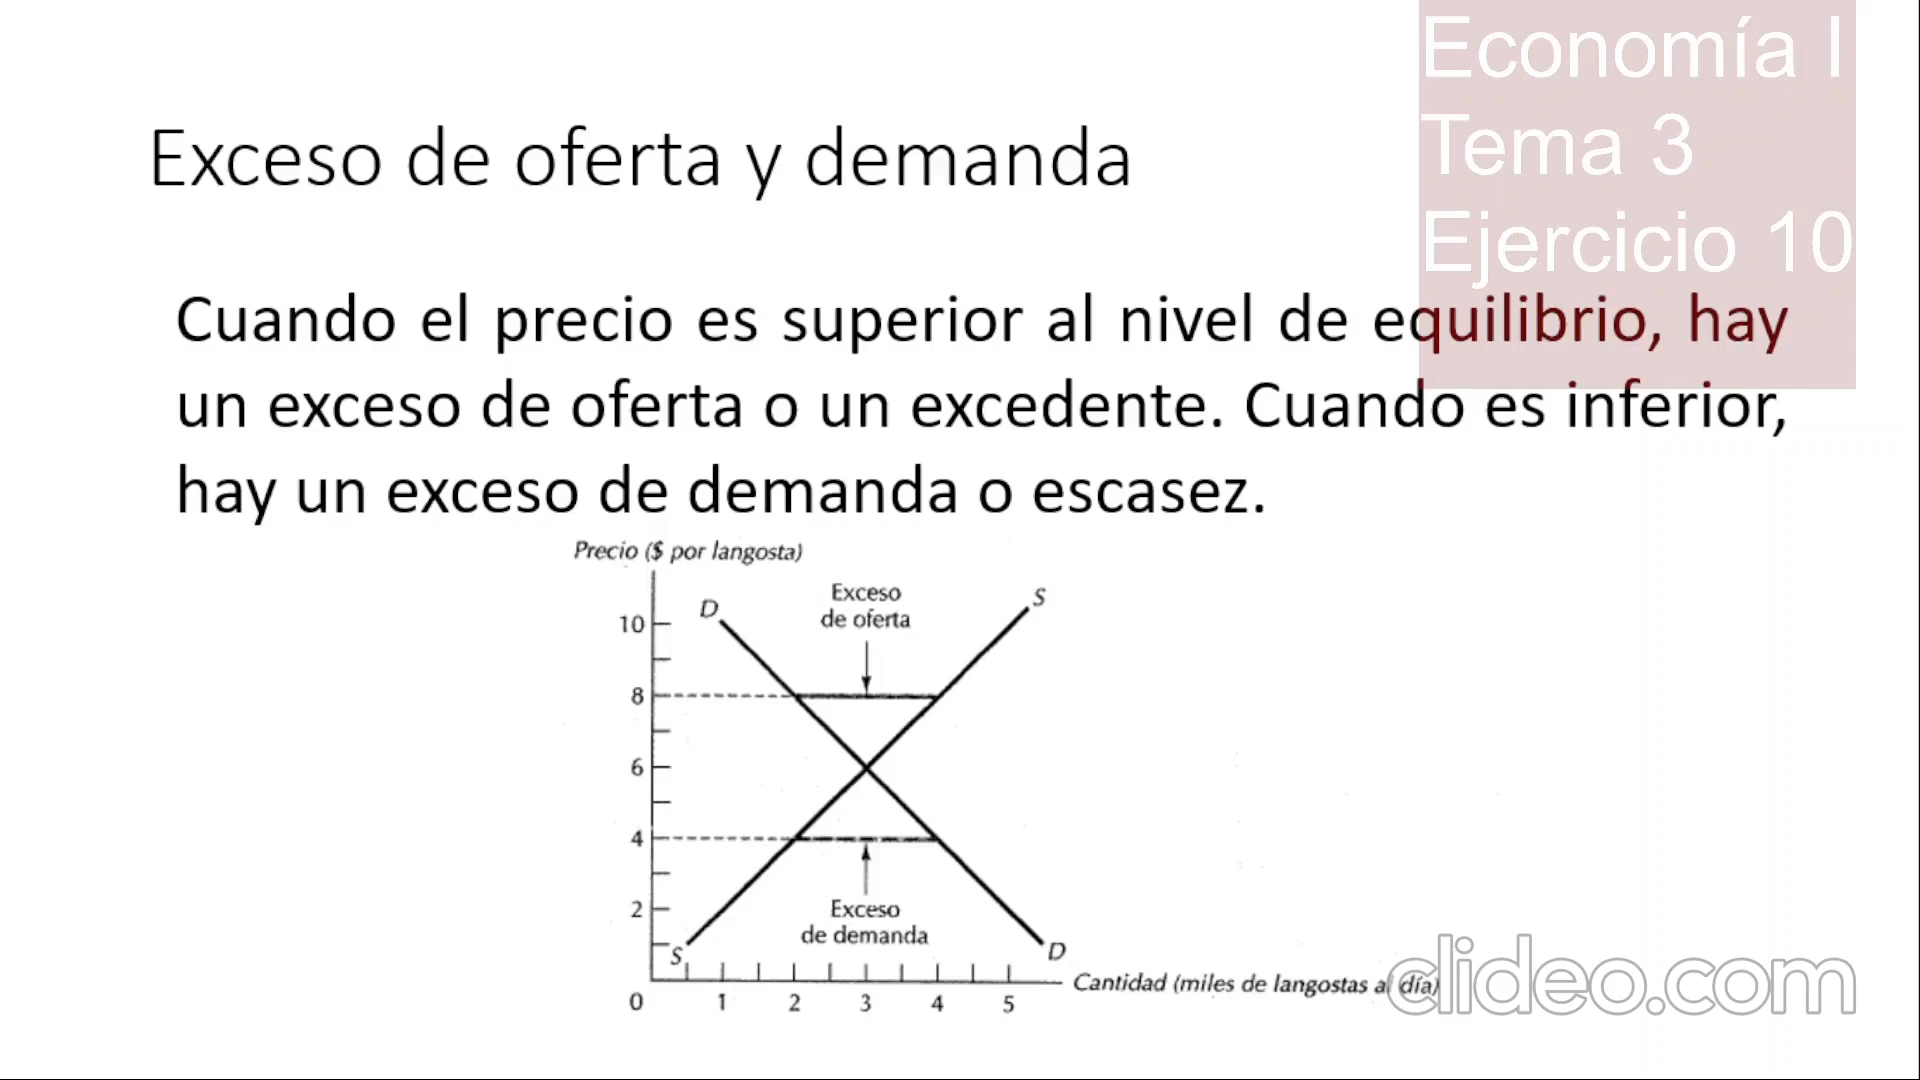 Economía I
Tema 3
Ejercicio 10
Exceso de oferta y demanda
Cuando el precio es superior al nivel de equilibrio, hay
un exceso de oferta o un excedente. Cuando es inferior,
hay un exceso de demanda o escasez.
Precio ($ por langosta)
Exceso
de oferta
D
S
10
8
6
4
2
Exceso
de demanda
S
D
0 1 2 3 4 5
Cantidad (miles de langostas al día)
clideo.com